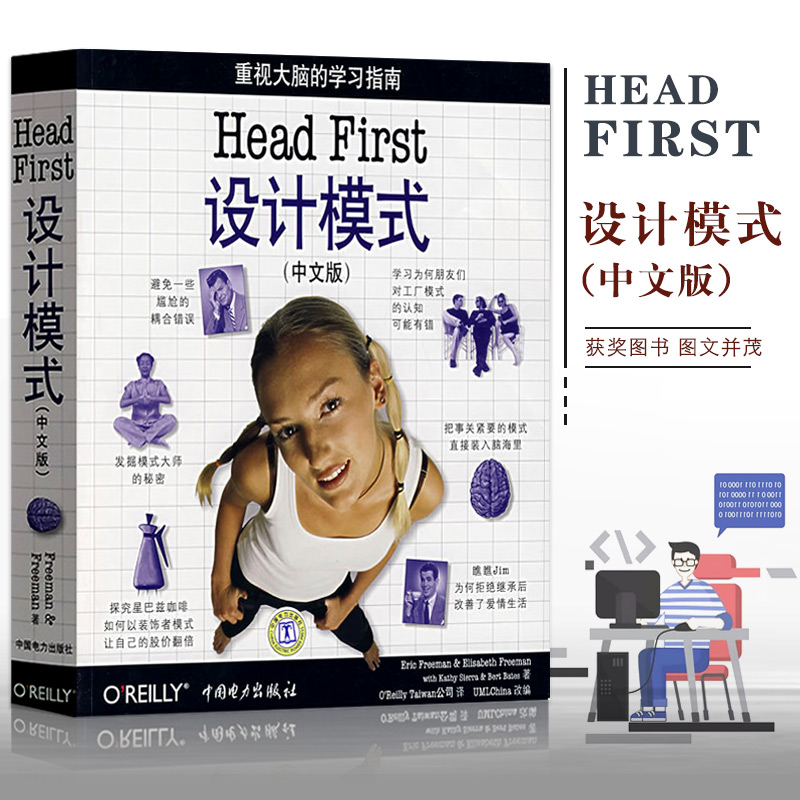 重视大脑的学习指南
Head First
设计模式
(中文版)
避免一些
尴尬的
耦合错误
学习为何朋友们
对工厂模式
的认知
可能有错
发掘模式大师
的秘密
把事关紧要的模式
直接装入脑海里
探究星巴兹咖啡
如何以装饰者模式
让自己的股价翻倍
瞧瞧Jim
为何拒绝继承后
改善了爱情生活
Eric Freeman & Elisabeth Freeman
with Kathy Sierra & Bert Bates 著
O'Reilly Taiwan公司 译 UMLChina 改编
O'REILLY®
中国电力出版社
Head
First
设计模式
(中文版)
Freeman &
Freeman 著
中国电力出版社
O'REILLY
HEAD
FIRST
设计模式
(中文版)
获奖图书 图文并茂